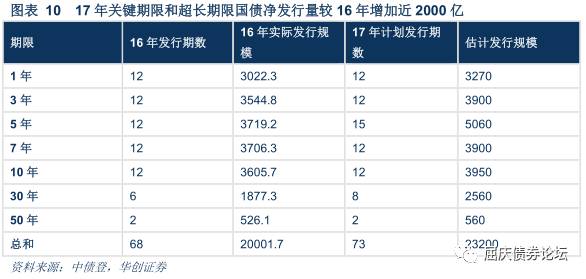 图表 10 17 年关键期限和超长期限国债净发行量较 16 年增加近 2000 亿
期限 16 年发行期数 16 年实际发行规模 17 年计划发行期数 估计发行规模
1 年 12 3022.3 12 3270
3 年 12 3544.8 12 3900
5 年 12 3719.2 15 5060
7 年 12 3706.3 12 3900
10 年 12 3605.7 12 3950
30 年 6 1877.3 8 2560
50 年 2 526.1 2 560
总和 68 20001.7 73 23200
资料来源:中债登,华创证券
屈庆债券论坛